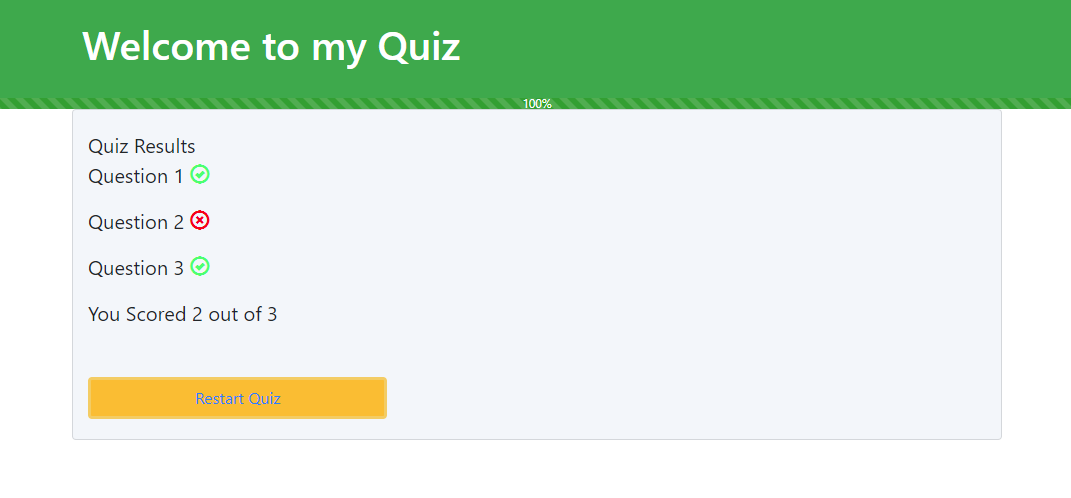 Welcome to my Quiz
100%
Quiz Results
Question 1
Question 2
Question 3
You Scored 2 out of 3
Restart Quiz